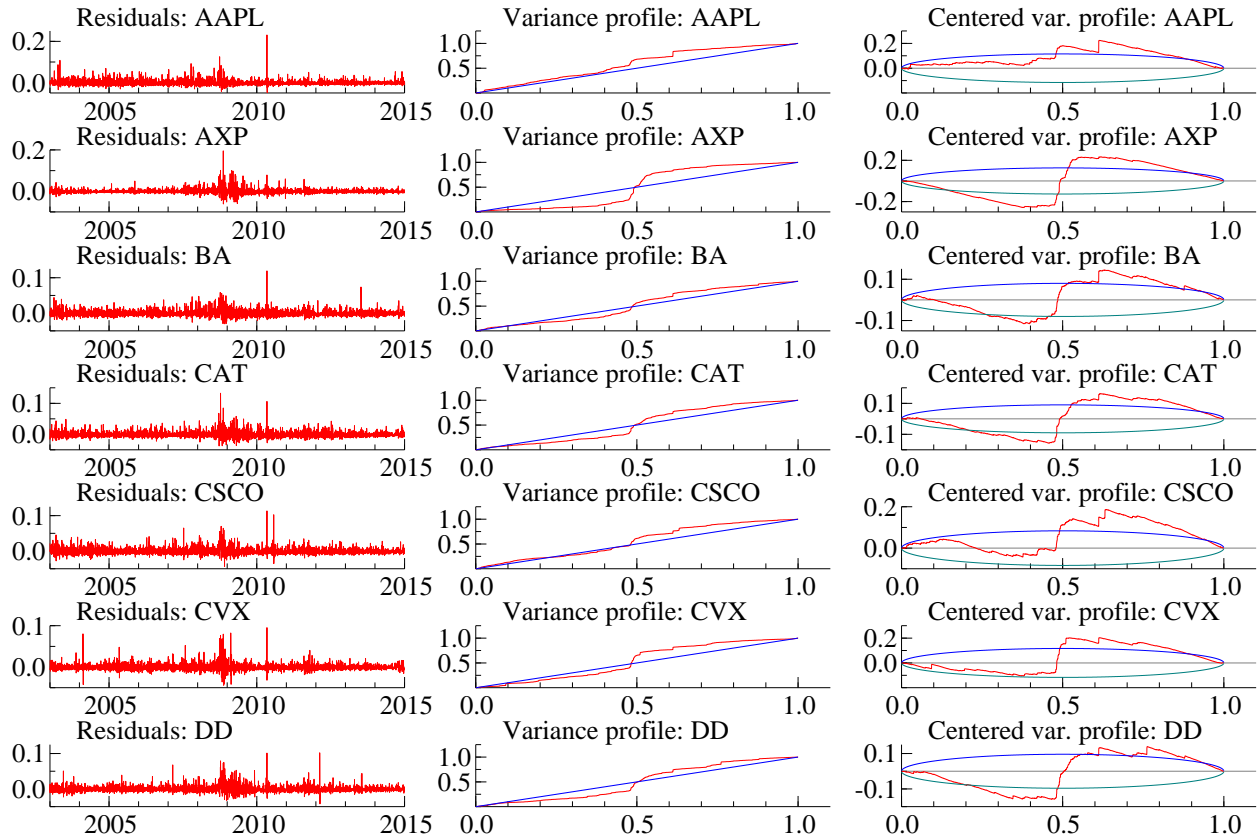 Residuals: AAPL Variance profile: AAPL Centered var. profile: AAPL
0.2 1.0 0.2
0.0 0.5 0.0
2005 2010 2015 0.0 0.5 1.0 0.0 0.5 1.0
Residuals: AXP Variance profile: AXP Centered var. profile: AXP
0.2 1.0 0.2
0.0 0.5 0.0
-0.2
2005 2010 2015 0.0 0.5 1.0 0.0 0.5 1.0
Residuals: BA Variance profile: BA Centered var. profile: BA
0.1 1.0 0.1
0.0 0.5 -0.1
2005 2010 2015 0.0 0.5 1.0 0.0 0.5 1.0
Residuals: CAT Variance profile: CAT Centered var. profile: CAT
0.1 1.0 0.1
0.0 0.5 -0.1
2005 2010 2015 0.0 0.5 1.0 0.0 0.5 1.0
Residuals: CSCO Variance profile: CSCO Centered var. profile: CSCO
0.1 1.0 0.2
0.0 0.5 0.0
2005 2010 2015 0.0 0.5 1.0 0.0 0.5 1.0
Residuals: CVX Variance profile: CVX Centered var. profile: CVX
0.1 1.0 0.2
0.0 0.5 0.0
2005 2010 2015 0.0 0.5 1.0 0.0 0.5 1.0
Residuals: DD Variance profile: DD Centered var. profile: DD
0.1 1.0 0.1
0.0 0.5 -0.1
2005 2010 2015 0.0 0.5 1.0 0.0 0.5 1.0